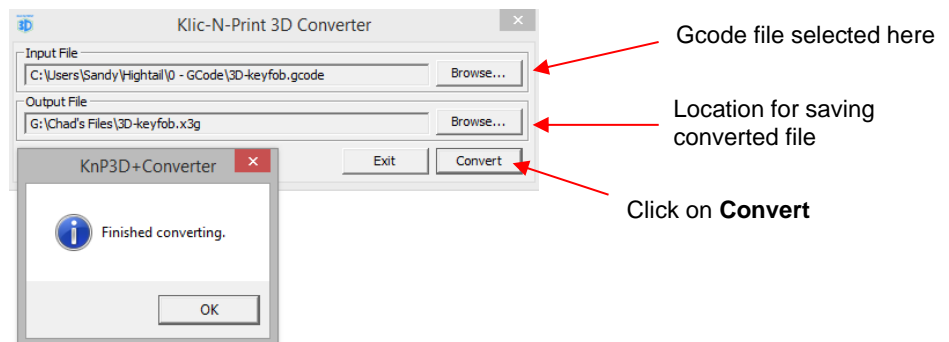 3D
Klic-N-Print 3D Converter
Input File
C:\Users\Sandy\Hightail\0 - GCode\3D-keyfob.gcode
Browse...
Gcode file selected here
Output File
G:\Chad's Files\3D-keyfob.x3g
Browse...
Location for saving
converted file
Exit
Convert
Click on Convert
KnP3D+Converter
Finished converting.
OK